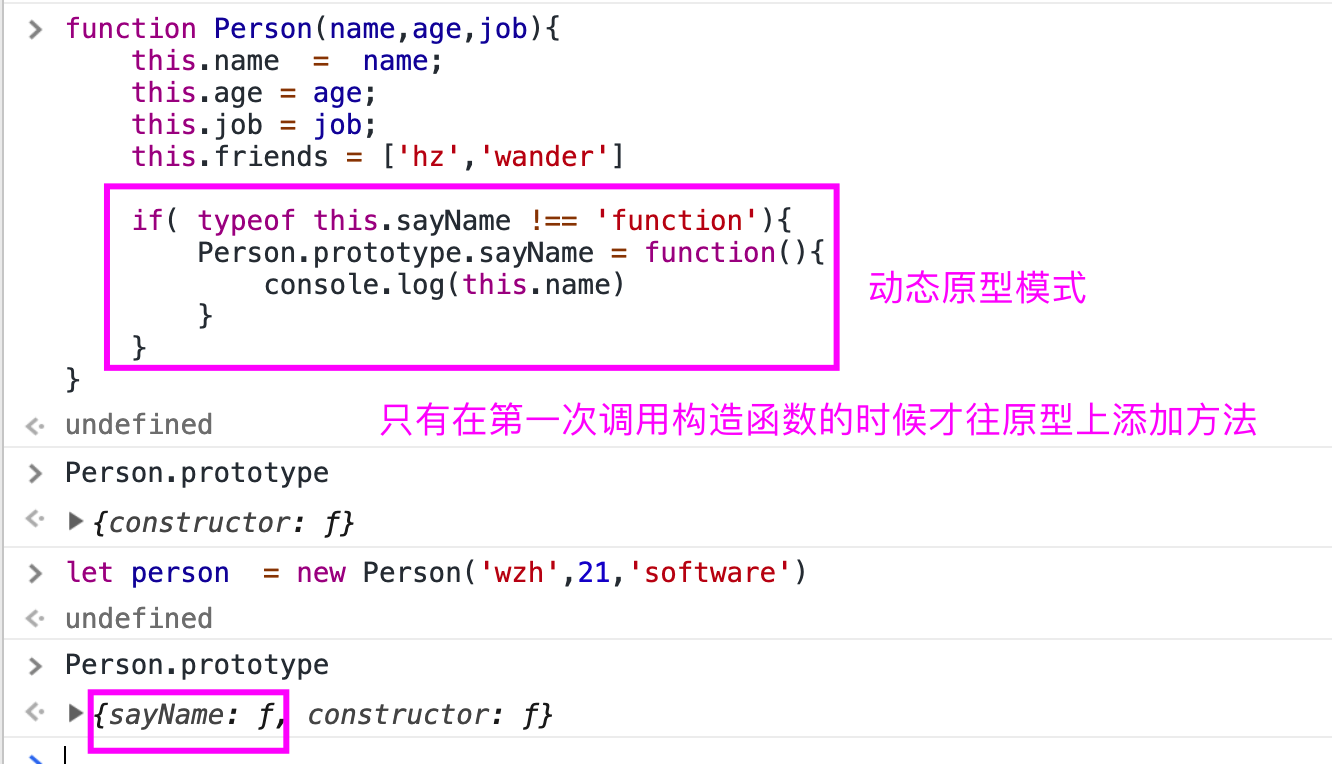 function Person(name,age,job){
this.name  =  name;
this.age = age;
this.job = job;
this.friends = ['hz','wander']
if( typeof this.sayName !== 'function'){
Person.prototype.sayName = function(){
console.log(this.name)
}
}
动态原型模式
}
undefined
只有在第一次调用构造函数的时候才往原型上添加方法
Person.prototype
{constructor: ƒ}
let person  = new Person('wzh',21,'software')
undefined
Person.prototype
{sayName: ƒ, constructor: ƒ}